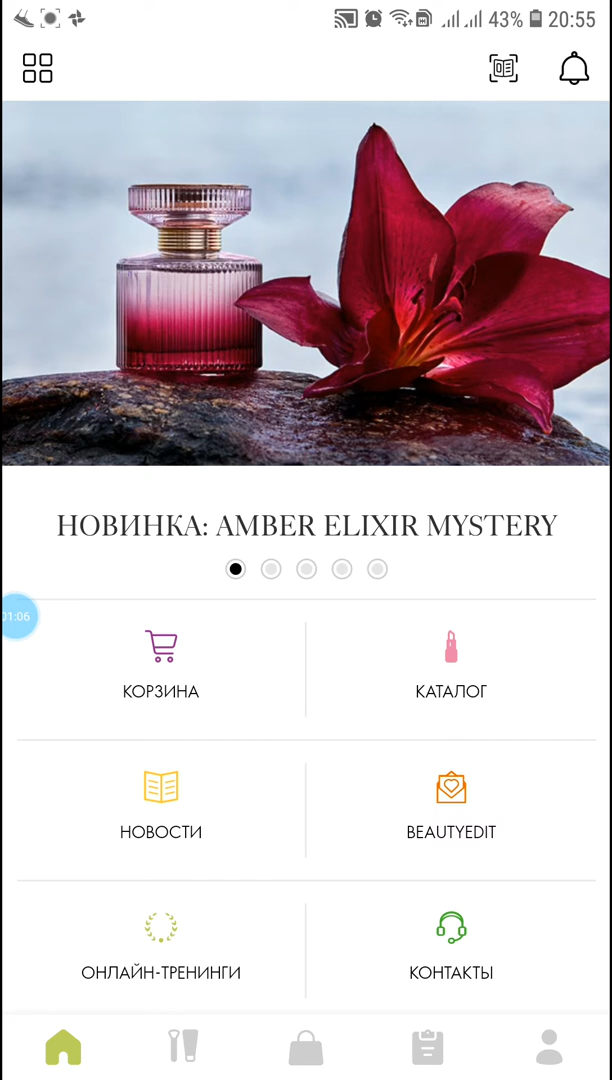 43% 20:55
НОВИНКА: AMBER ELIXIR MYSTERY
01:06
КОРЗИНА
КАТАЛОГ
НОВОСТИ
BEAUTYEDIT
ОНЛАЙН-ТРЕНИНГИ
КОНТАКТЫ